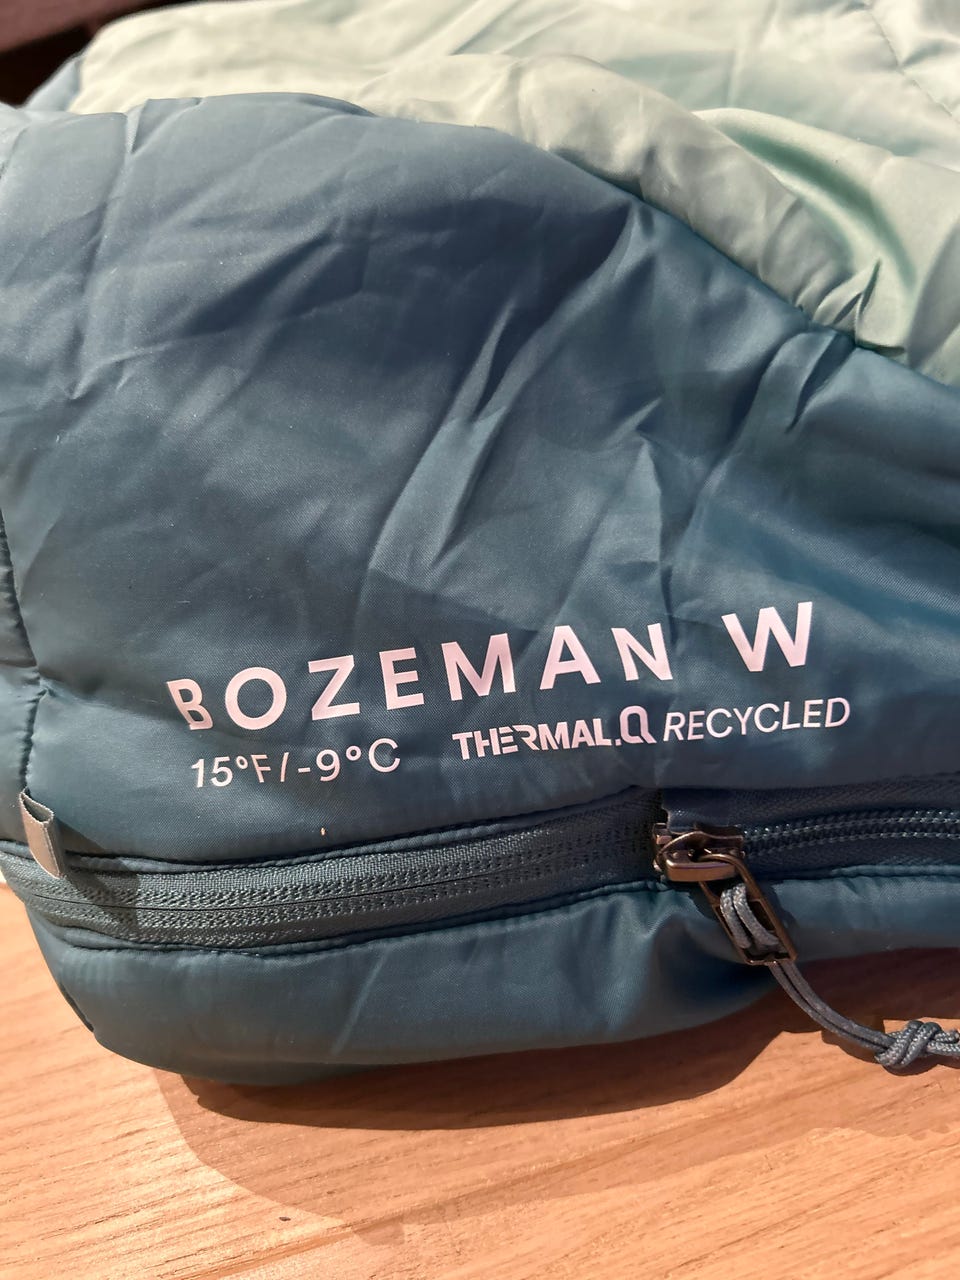 BOZEMAN W
15°F/-9°C THERMAL.Q RECYCLED